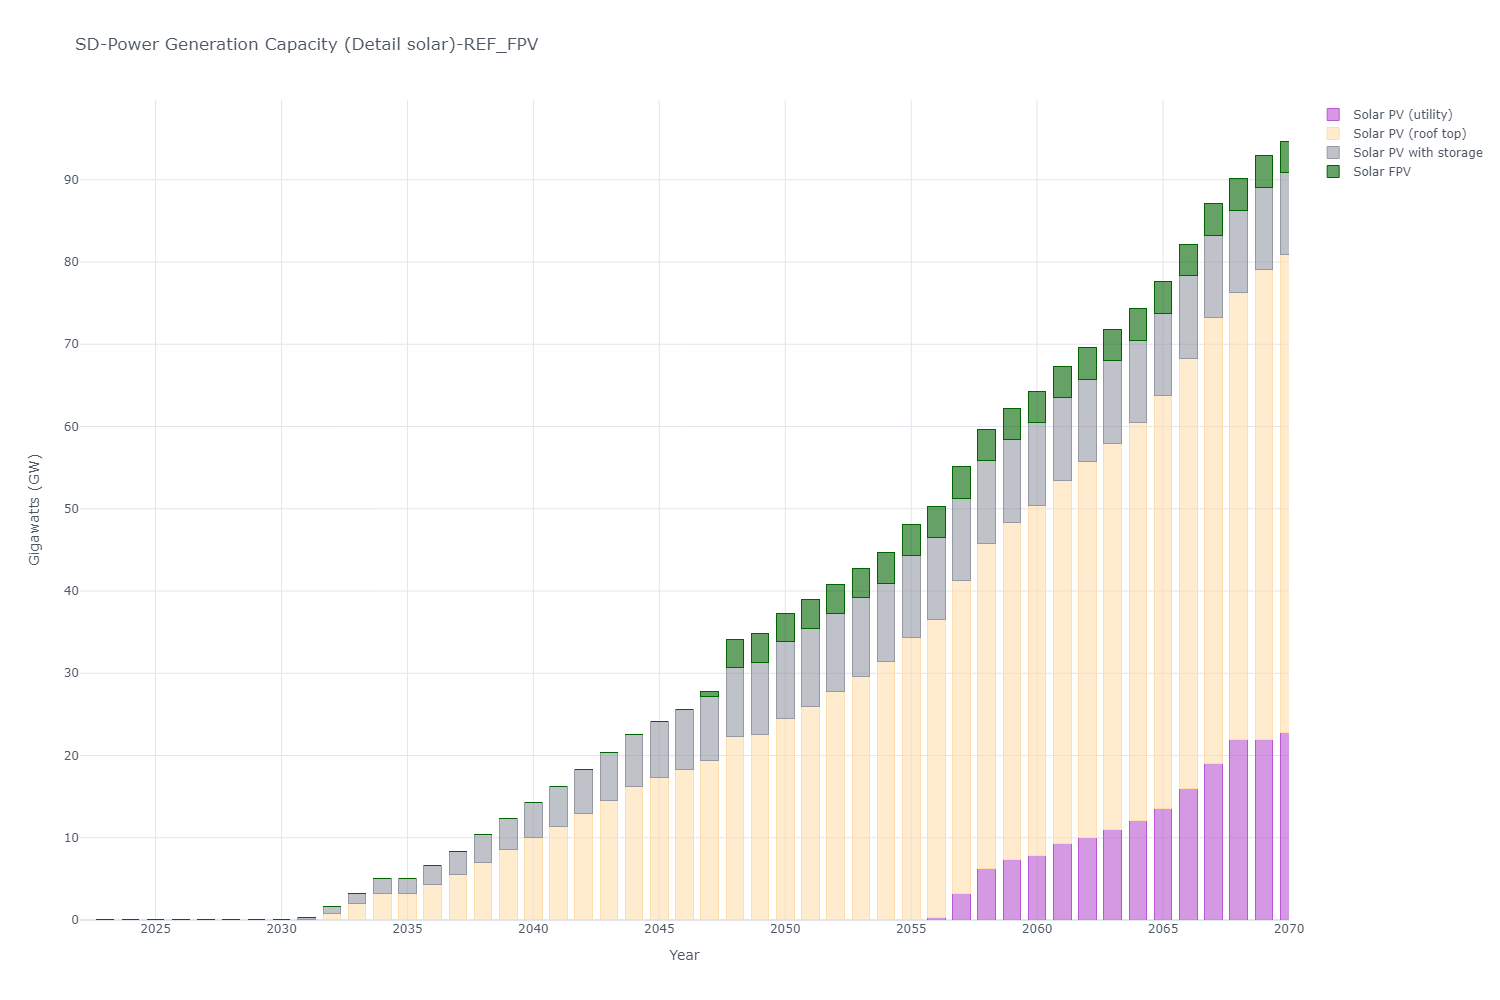 SD-Power Generation Capacity (Detail solar)-REF_FPV
Solar PV (utility)
Solar PV (roof top)
Solar PV with storage
Solar FPV
90
80
70
60
50
40
30
20
10
0
Gigawatts (GW)
2025 2030 2035 2040 2045 2050 2055 2060 2065 2070
Year